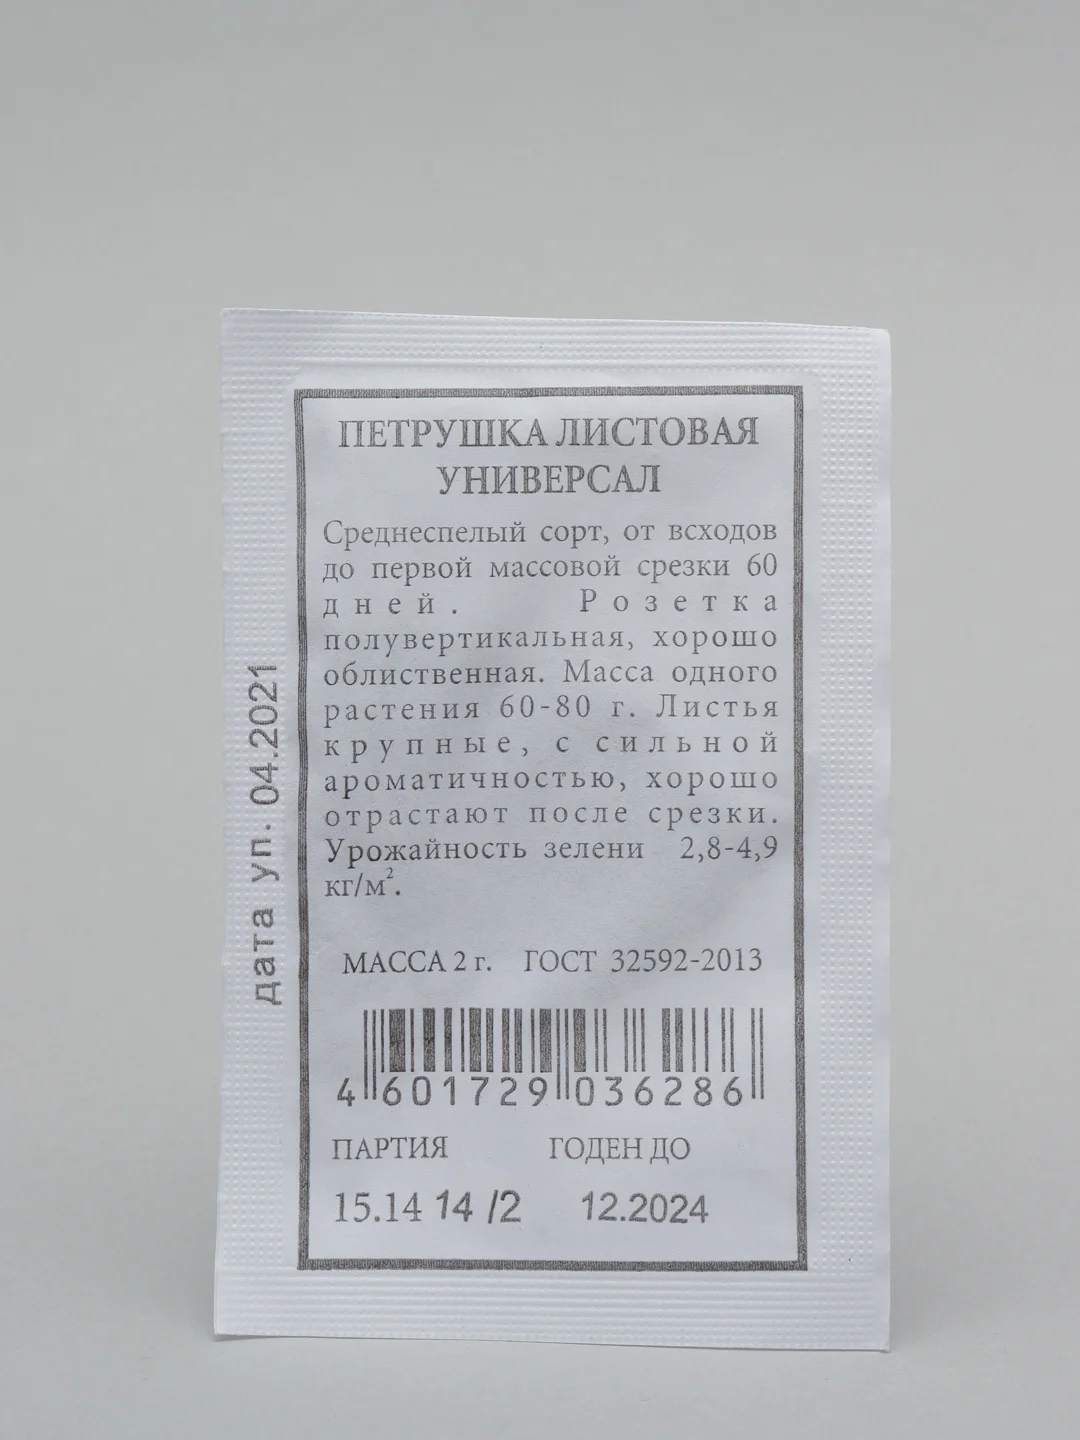 ПЕТРУШКА ЛИСТОВАЯ
УНИВЕРСАЛ
Среднеспелый сорт, от всходов
до первой массовой срезки 60
дней. Розетка
полувертикальная, хорошо
облиственная. Масса одного
растения 60-80 г. Листья
крупные, с сильной
ароматичностью, хорошо
отрастают после срезки.
Урожайность зелени 2,8-4,9
кг/м².
МАССА 2 г. ГОСТ 32592-2013
4 601729 036286
ПАРТИЯ ГОДЕН ДО
15.14 14 /2 12.2024
дата уп. 04.2021